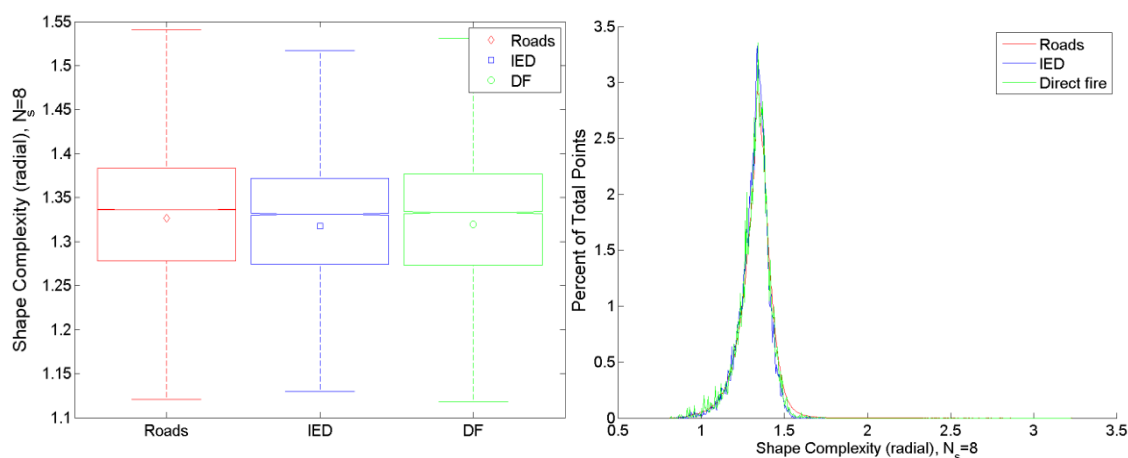 Shape Complexity (radial), N_s=8
1.55
1.5
1.45
1.4
1.35
1.3
1.25
1.2
1.15
1.1
Roads
IED
DF
Roads
IED
DF
Percent of Total Points
3.5
3
2.5
2
1.5
1
0.5
0
Roads
IED
Direct fire
0.5
1
1.5
2
2.5
3
3.5
Shape Complexity (radial), N_s=8